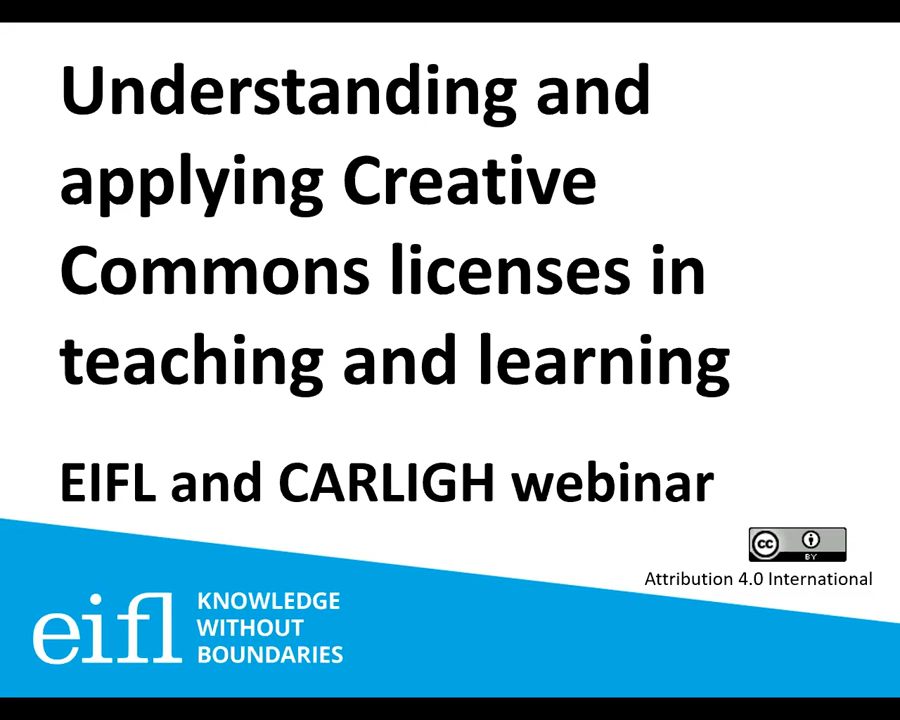 Understanding and
applying Creative
Commons licenses in
teaching and learning
EIFL and CARLIGH webinar
cc
BY
Attribution 4.0 International
eifl
KNOWLEDGE
WITHOUT
BOUNDARIES